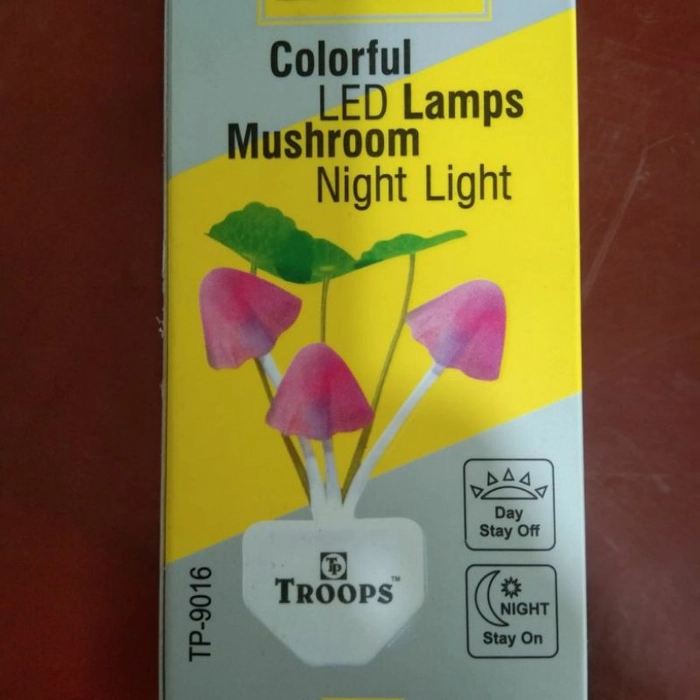 Colorful
LED Lamps
Mushroom
Night Light
Day
Stay Off
TP
TROOPS™
NIGHT
Stay On
TP-9016